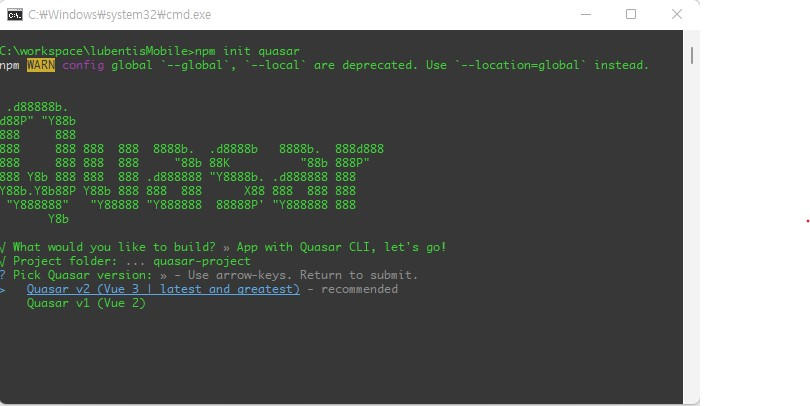 C:₩Windows₩system32₩cmd.exe
C:\workspace\lubentisMobile>npm init quasar
npm WARN config global `--global`, `--local` are deprecated. Use `--location=global` instead.
.d88888b.
d88P" "Y88b
888     888
888     888 888  888  8888b.  .d8888b   8888b.  888d888
888     888 888  888     "88b 88K          "88b 888P"
888 Y8b 888 888  888 .d888888 "Y8888b. .d888888 888
Y88b.Y8b88P Y88b 888 888  888      X88 888  888 888
"Y888888"   "Y88888 "Y888888  88888P' "Y888888 888
Y8b
√ What would you like to build? » App with Quasar CLI, let's go!
√ Project folder: ... quasar-project
? Pick Quasar version: » - Use arrow-keys. Return to submit.
>   Quasar v2 (Vue 3 | latest and greatest) - recommended
Quasar v1 (Vue 2)